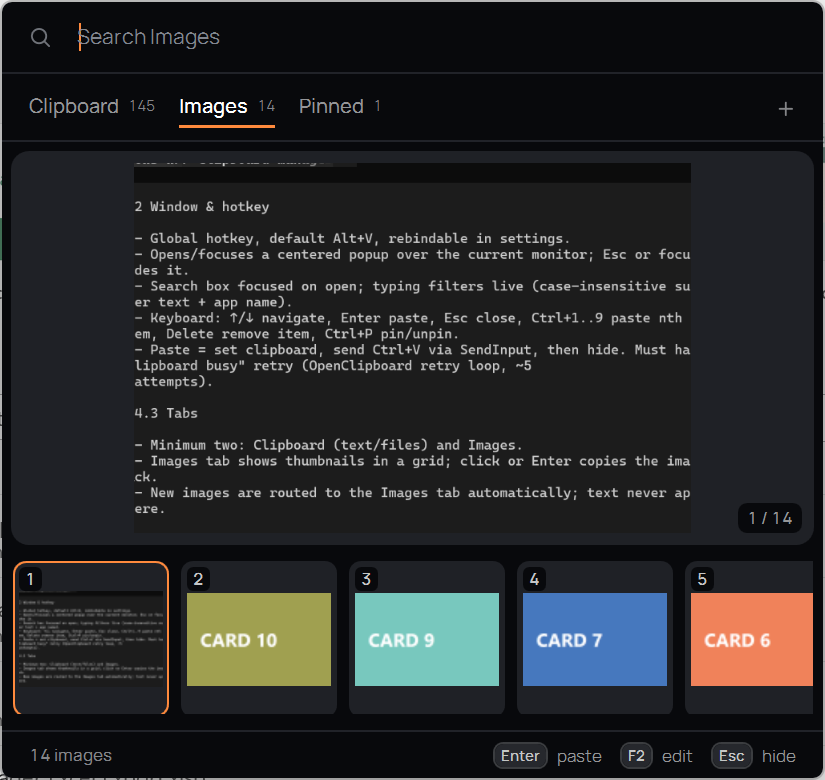 Search Images
Clipboard 145 Images 14 Pinned 1 +
2 Window & hotkey
- Global hotkey, default Alt+V, rebindable in settings.
- Opens/focuses a centered popup over the current monitor; Esc or focu
des it.
- Search box focused on open; typing filters live (case-insensitive su
er text + app name).
- Keyboard: ↑/↓ navigate, Enter paste, Esc close, Ctrl+1..9 paste nth
em, Delete remove item, Ctrl+P pin/unpin.
- Paste = set clipboard, send Ctrl+V via SendInput, then hide. Must ha
lipboard busy" retry (OpenClipboard retry loop, ~5
attempts).
4.3 Tabs
- Minimum two: Clipboard (text/files) and Images.
- Images tab shows thumbnails in a grid; click or Enter copies the ima
ck.
- New images are routed to the Images tab automatically; text never ap
ere.
1 / 14
1 2 3 4 5
CARD 10 CARD 9 CARD 7 CARD 6
14 images Enter paste F2 edit Esc hide